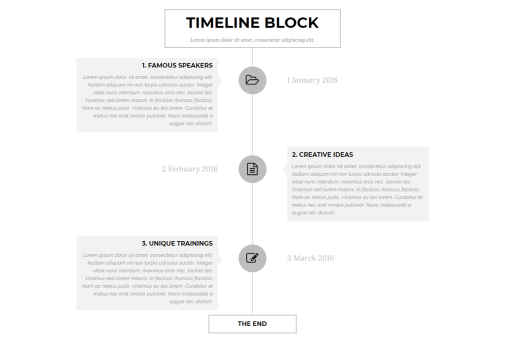 TIMELINE BLOCK
Lorem ipsum dolor sit amet, consectetur adipiscing elit.
1. FAMOUS SPEAKERS
Lorem ipsum dolor sit amet, consectetur adipiscing elit.
Nullam aliquam mi non turpis ultricies auctor. Integer
vitae nunc interdum, maximus eros nec, lacinia leo.
Vivamus sed lorem mauris. In facilisis rhoncus facilisis.
Nam ac metus justo. Vivamus eu leo lorem. Curabitur et
metus nec erat ornare pulvinar. Nunc malesuada a
augue nec dictum.
1 January 2016
2 February 2016
2. CREATIVE IDEAS
Lorem ipsum dolor sit amet, consectetur adipiscing elit.
Nullam aliquam mi non turpis ultricies auctor. Integer
vitae nunc interdum, maximus eros nec, lacinia leo.
Vivamus sed lorem mauris. In facilisis rhoncus facilisis.
Nam ac metus justo. Vivamus eu leo lorem. Curabitur et
metus nec erat ornare pulvinar. Nunc malesuada a
augue nec dictum.
3. UNIQUE TRAININGS
Lorem ipsum dolor sit amet, consectetur adipiscing elit.
Nullam aliquam mi non turpis ultricies auctor. Integer
vitae nunc interdum, maximus eros nec, lacinia leo.
Vivamus sed lorem mauris. In facilisis rhoncus facilisis.
Nam ac metus justo. Vivamus eu leo lorem. Curabitur et
metus nec erat ornare pulvinar. Nunc malesuada a
augue nec dictum.
3 March 2016
THE END